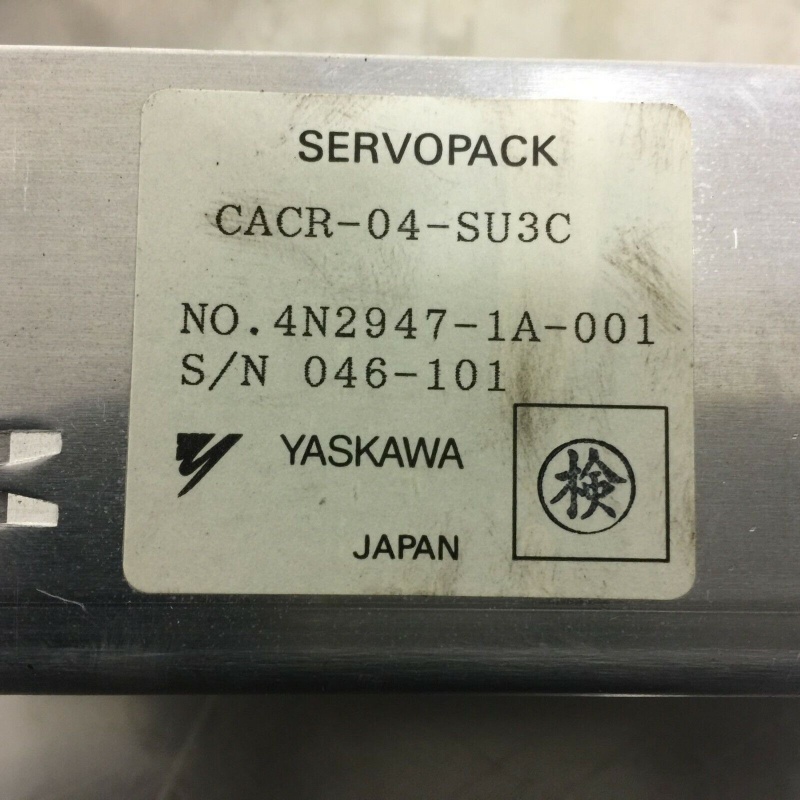 SERVOPACK
CACR-04-SU3C
NO.4N2947-1A-001
S/N 046-101
YASKAWA
検
JAPAN